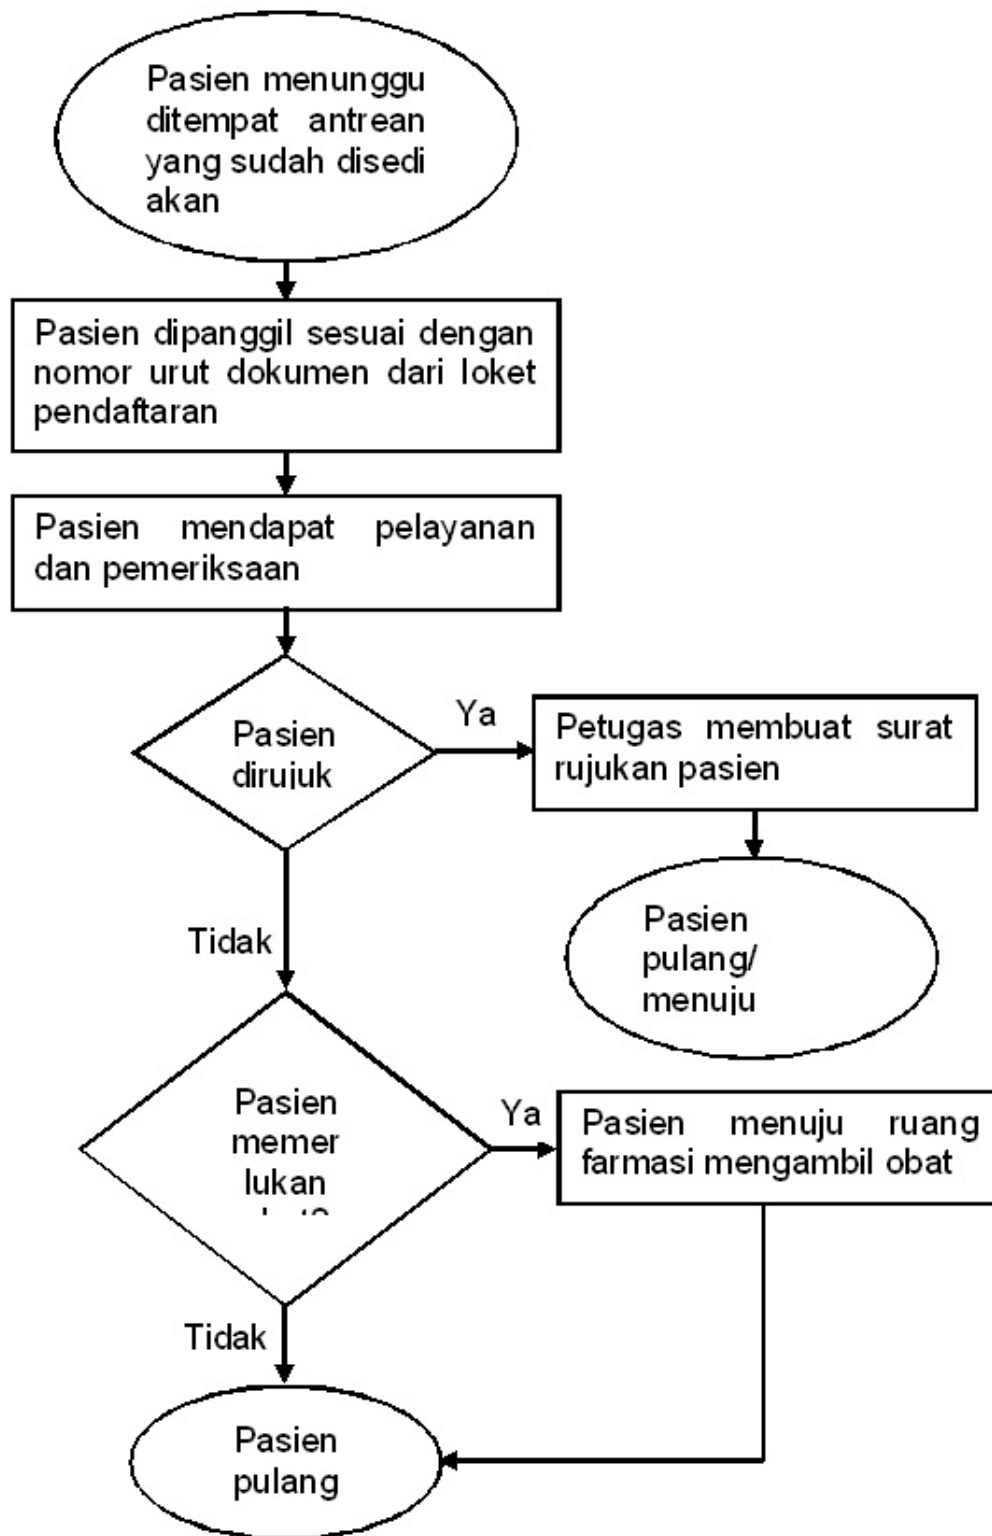 Pasien menunggu
ditempat antrean
yang sudah disedi
akan
Pasien dipanggil sesuai dengan
nomor urut dokumen dari loket
pendaftaran
Pasien mendapat pelayanan
dan pemeriksaan
Pasien
dirujuk
Ya
Petugas membuat surat
rujukan pasien
Pasien
pulang/
menuju
Tidak
Pasien
memer
lukan
Ya
Pasien menuju ruang
farmasi mengambil obat
Tidak
Pasien
pulang